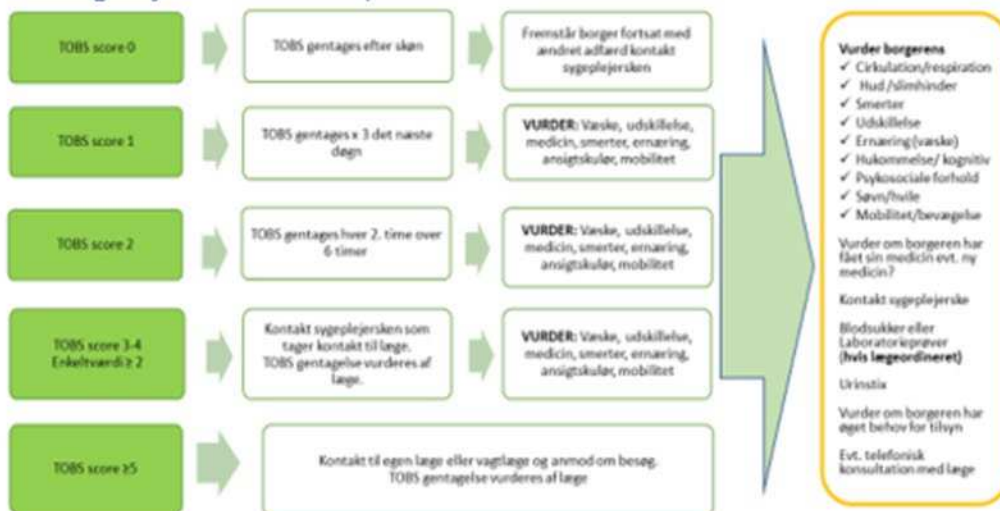 TOBS score 0
TOBS gentages efter skøn
Fremstår borger fortsat med
ændret adfærd kontakt
sygeplejersken
TOBS score 1
TOBS gentages x 3 det næste
døgn
VURDER: Væske, udskillelse,
medicin, smerter, ernæring,
ansigtskulør, mobilitet
TOBS score 2
TOBS gentages hver 2. time over
6 timer
VURDER: Væske, udskillelse,
medicin, smerter, ernæring,
ansigtskulør, mobilitet
TOBS score 3-4
Enkeltværdi ≥ 2
Kontakt sygeplejersken som
tager kontakt til læge.
TOBS gentagelse vurderes af
læge.
VURDER: Væske, udskillelse,
medicin, smerter, ernæring,
ansigtskulør, mobilitet
TOBS score ≥5
Kontakt til egen læge eller vagtlæge og anmod om besøg.
TOBS gentagelse vurderes af læge
Vurder borgerens
✓ Cirkulation/respiration
✓ Hud /slimhinder
✓ Smerter
✓ Udskillelse
✓ Ernæring (væske)
✓ Hukommelse/ kognitiv
✓ Psykosociale forhold
✓ Søvn/hvile
✓ Mobilitet/bevægelse
Vurder om borgeren har
fået sin medicin evt. ny
medicin?
Kontakt sygeplejerske
Blodsukker eller
Laboratorieprøver
(hvis lægeordineret)
Urinstix
Vurder om borgeren har
øget behov for tilsyn
Evt. telefonisk
konsultation med læge